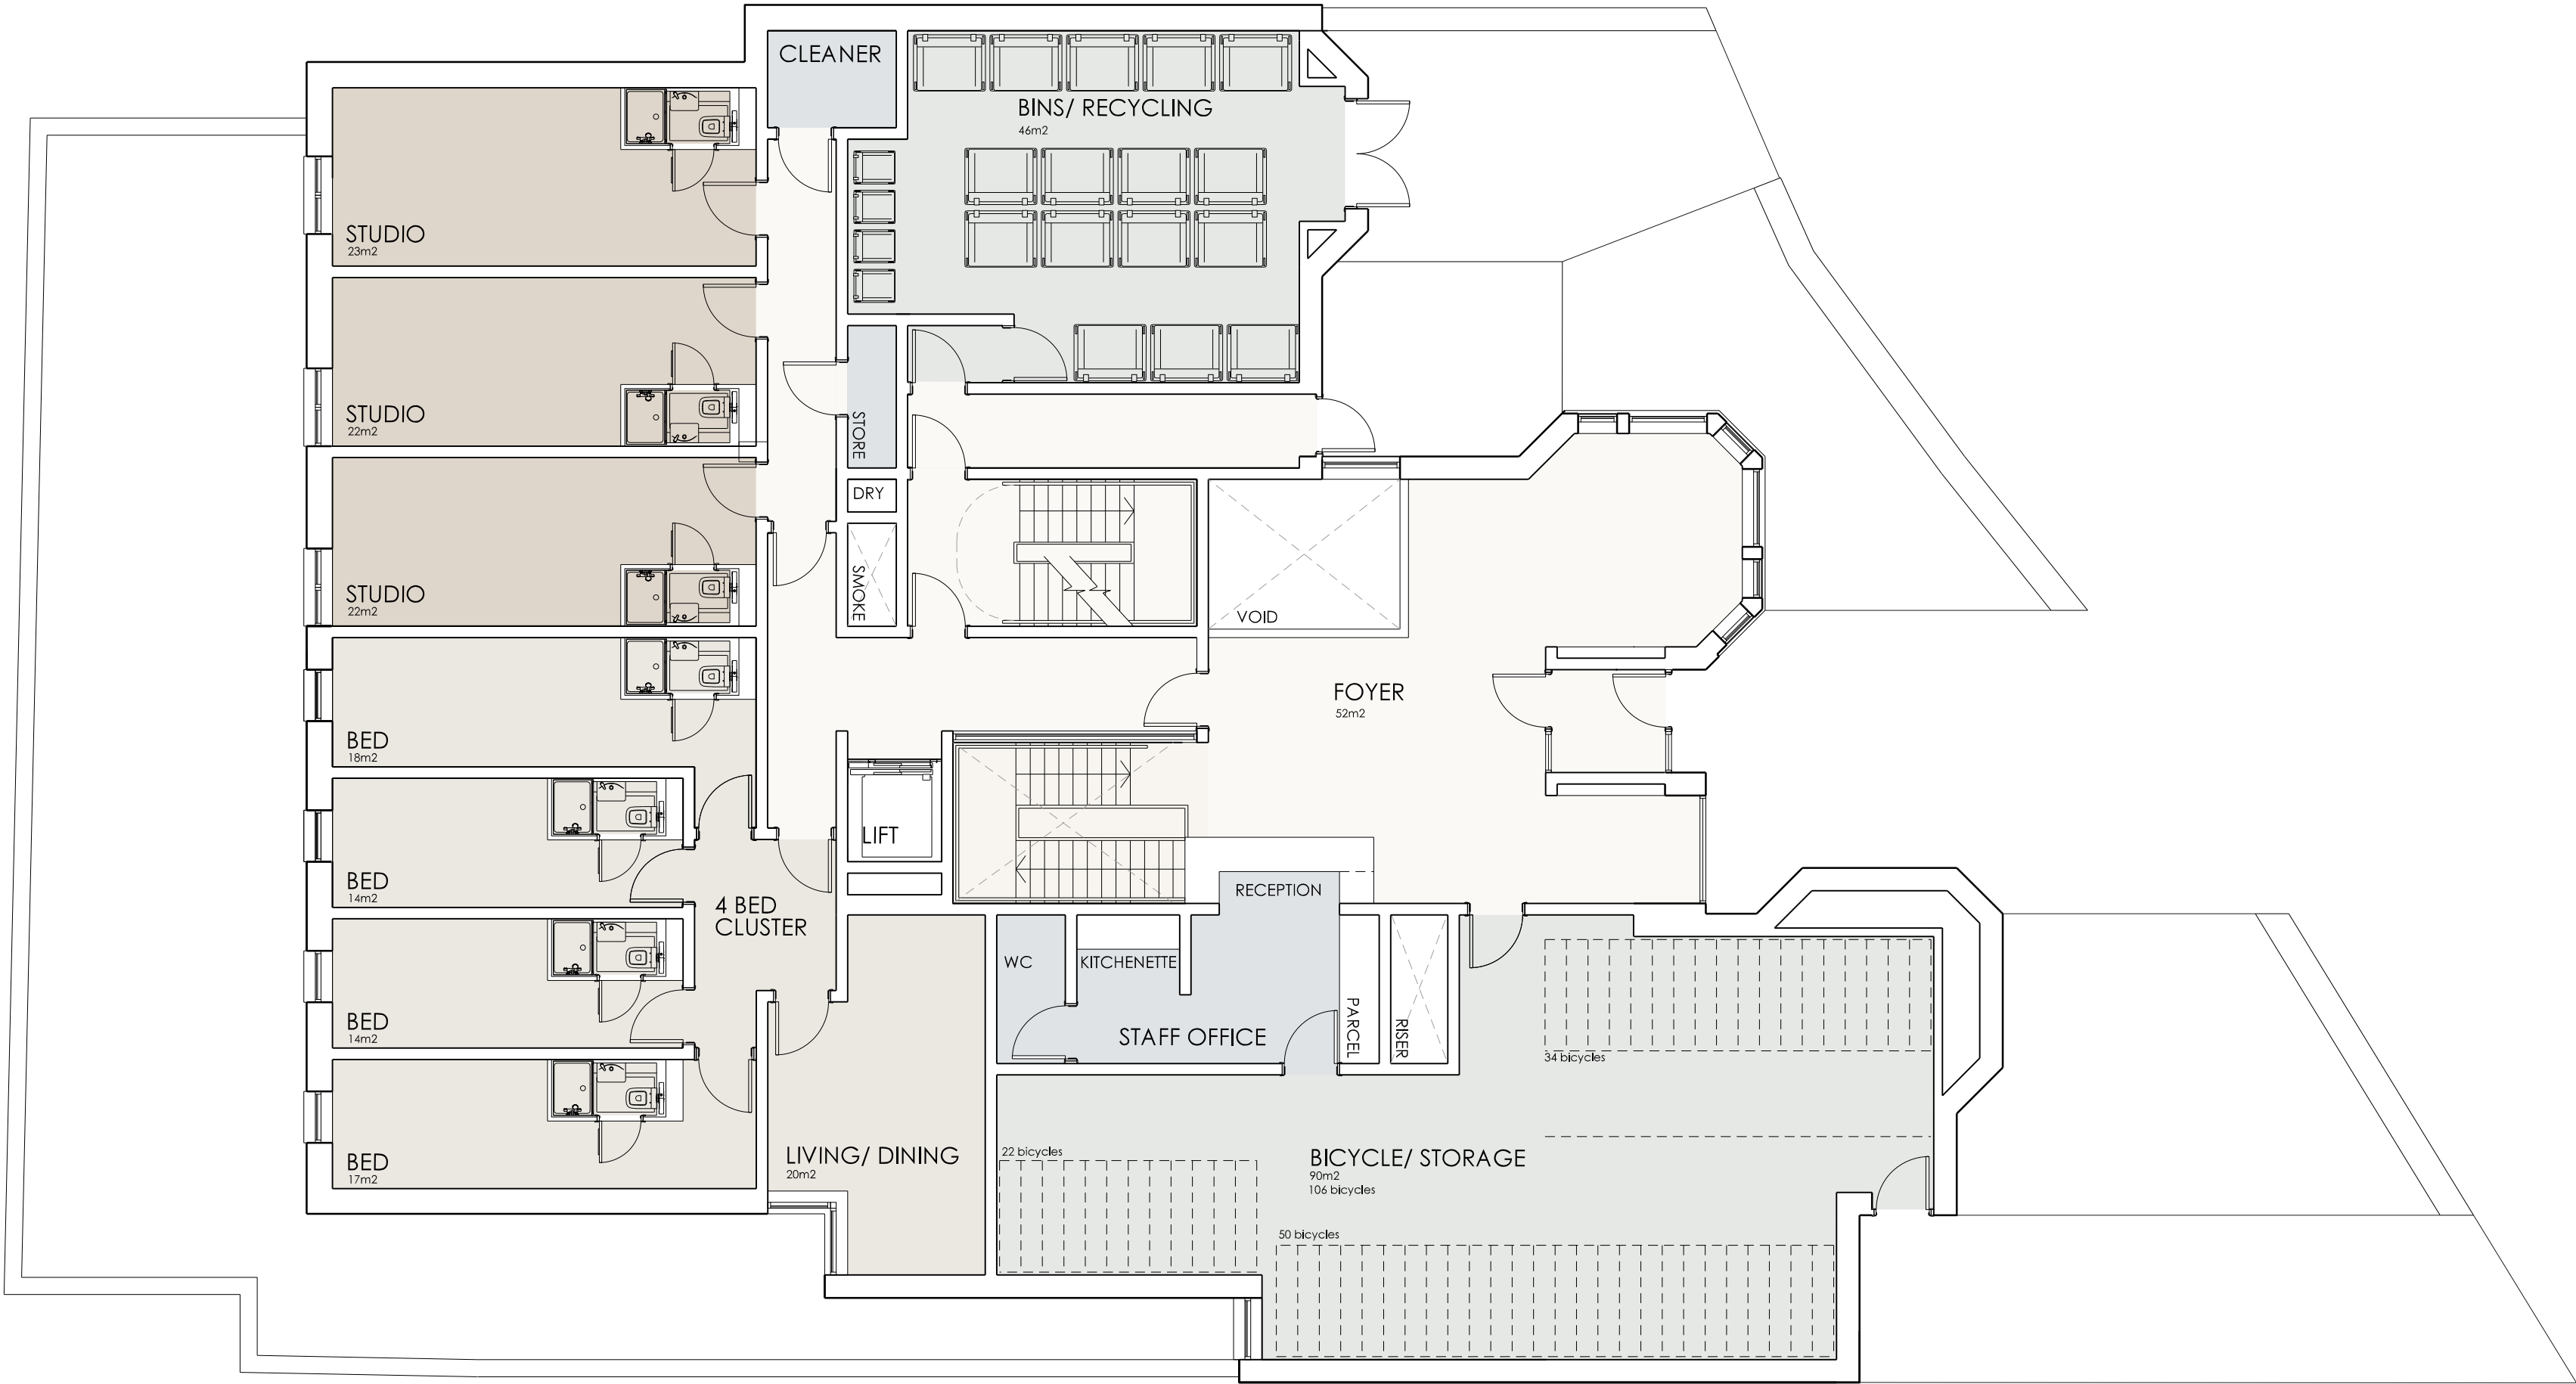 CLEANER
BINS/ RECYCLING
46m2
STUDIO
23m2
STUDIO
22m2
STORE
DRY
SMOKE
STUDIO
22m2
VOID
FOYER
52m2
BED
18m2
LIFT
BED
14m2
4 BED
CLUSTER
RECEPTION
WC
KITCHENETTE
STAFF OFFICE
PARCEL
RISER
BED
14m2
34 bicycles
BED
17m2
LIVING/ DINING
20m2
22 bicycles
BICYCLE/ STORAGE
90m2
106 bicycles
50 bicycles